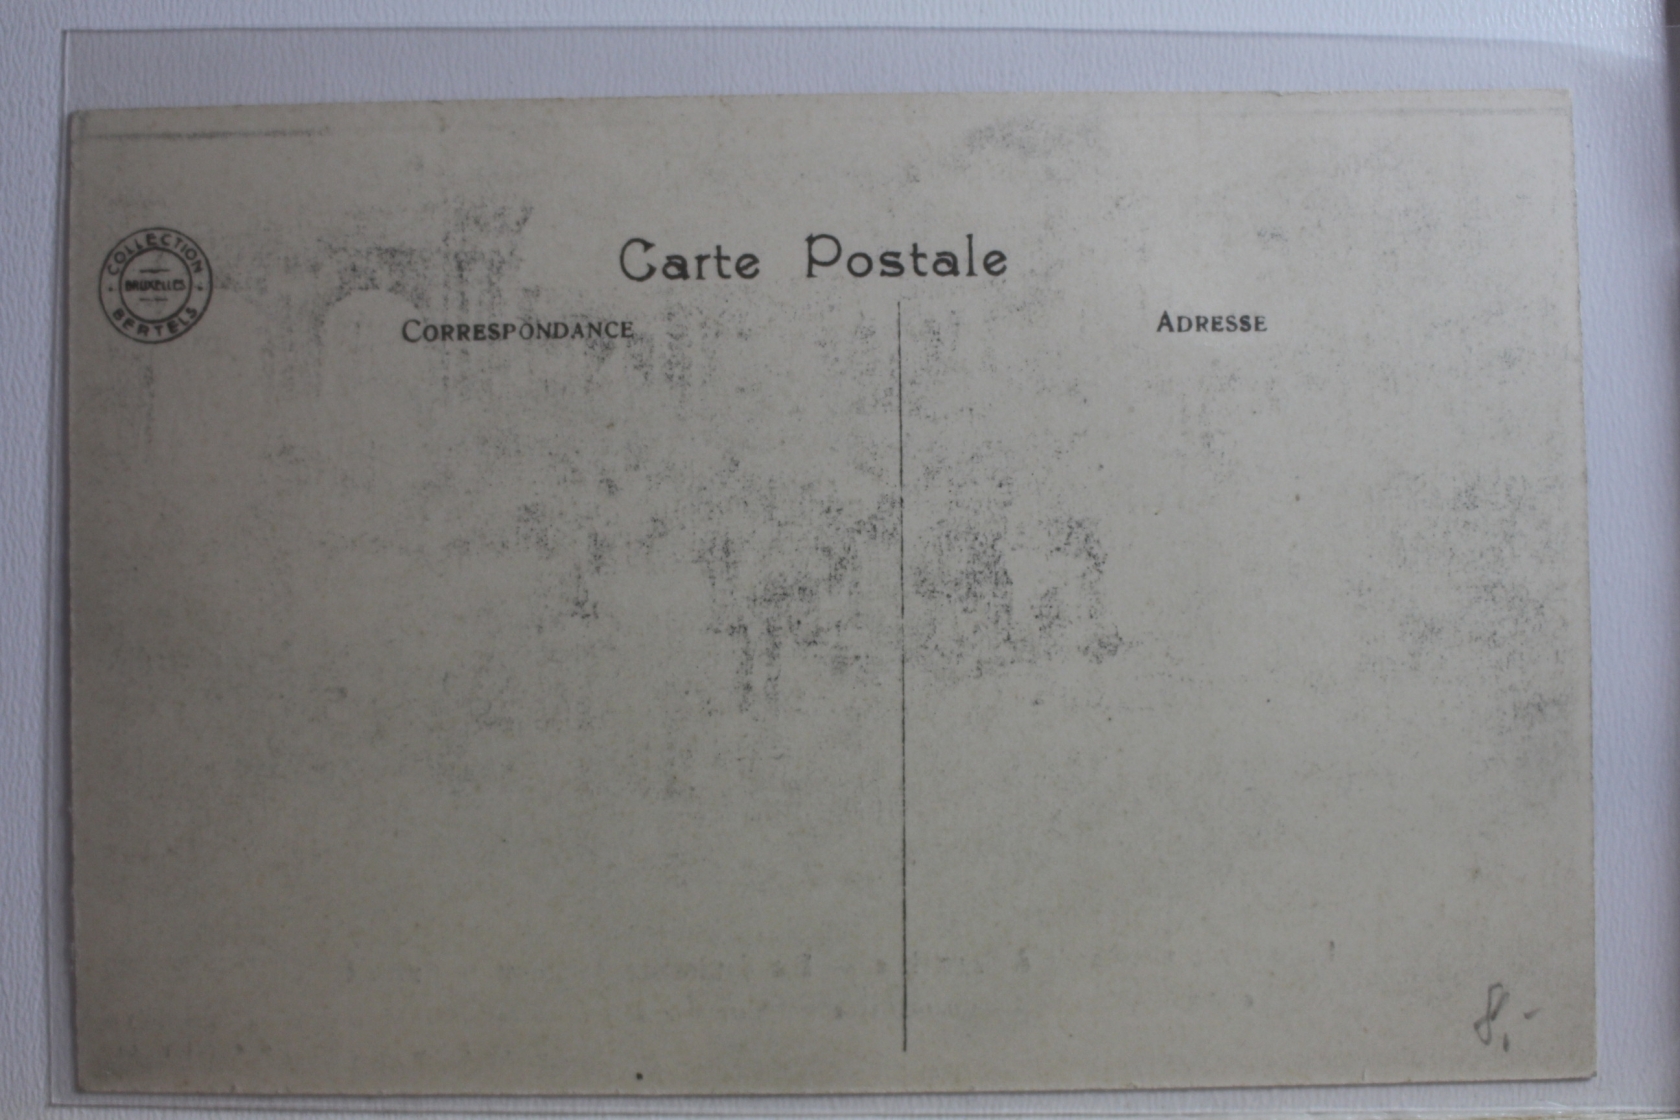 Carte Postale
COLLECTION
BRUXELLES
BERTELS
CORRESPONDANCE
ADRESSE
8,-